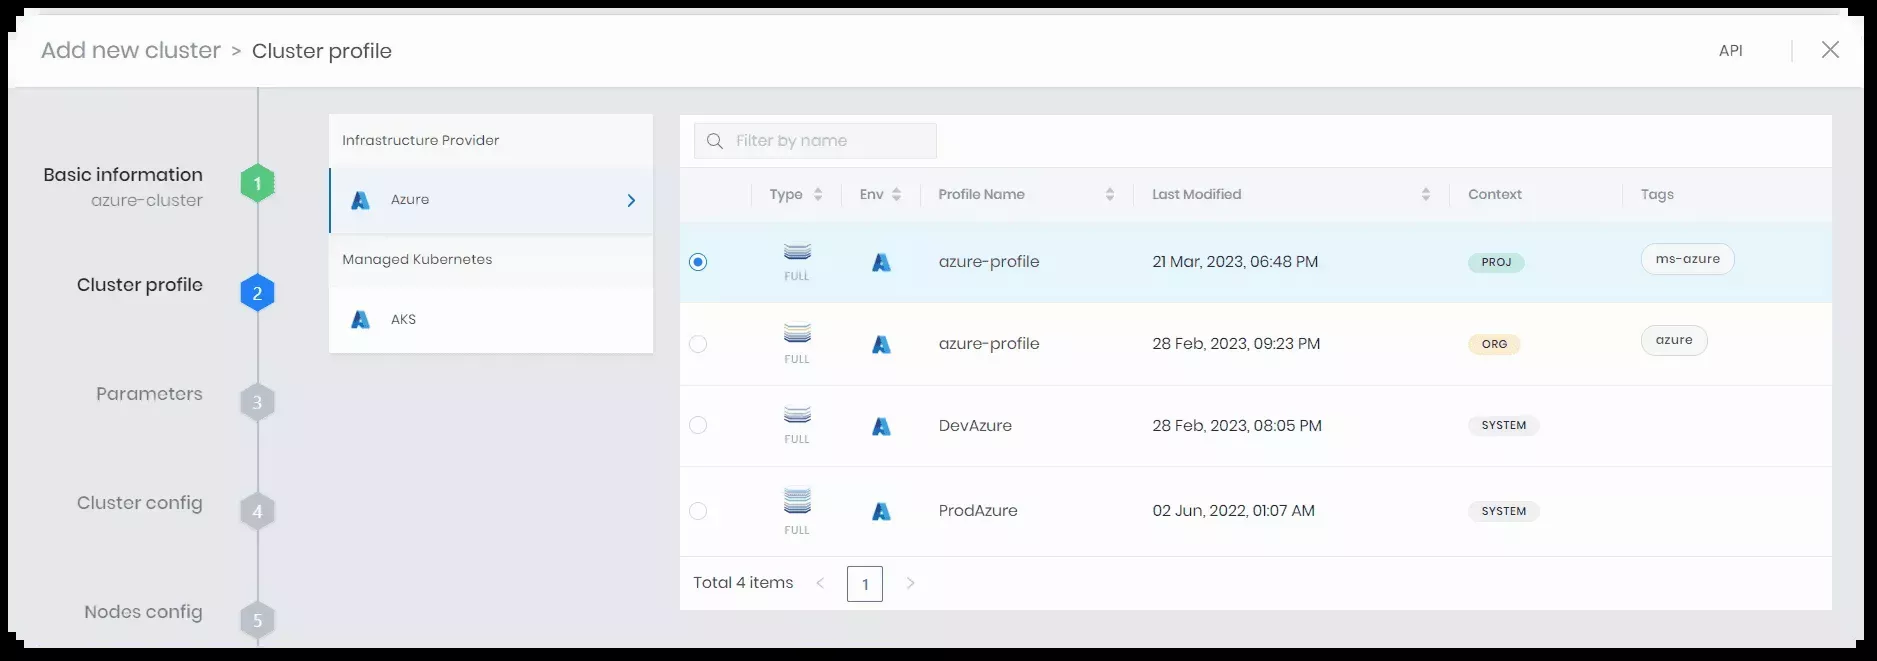 Add new cluster > Cluster profile
API
Basic information
azure-cluster
1
Cluster profile
2
Parameters
3
Cluster config
4
Nodes config
5
Infrastructure Provider
Azure
Managed Kubernetes
AKS
Filter by name
Type Env Profile Name Last Modified Context Tags
FULL azure-profile 21 Mar, 2023, 06:48 PM PROJ ms-azure
FULL azure-profile 28 Feb, 2023, 09:23 PM ORG azure
FULL DevAzure 28 Feb, 2023, 08:05 PM SYSTEM
FULL ProdAzure 02 Jun, 2022, 01:07 AM SYSTEM
Total 4 items < 1 >